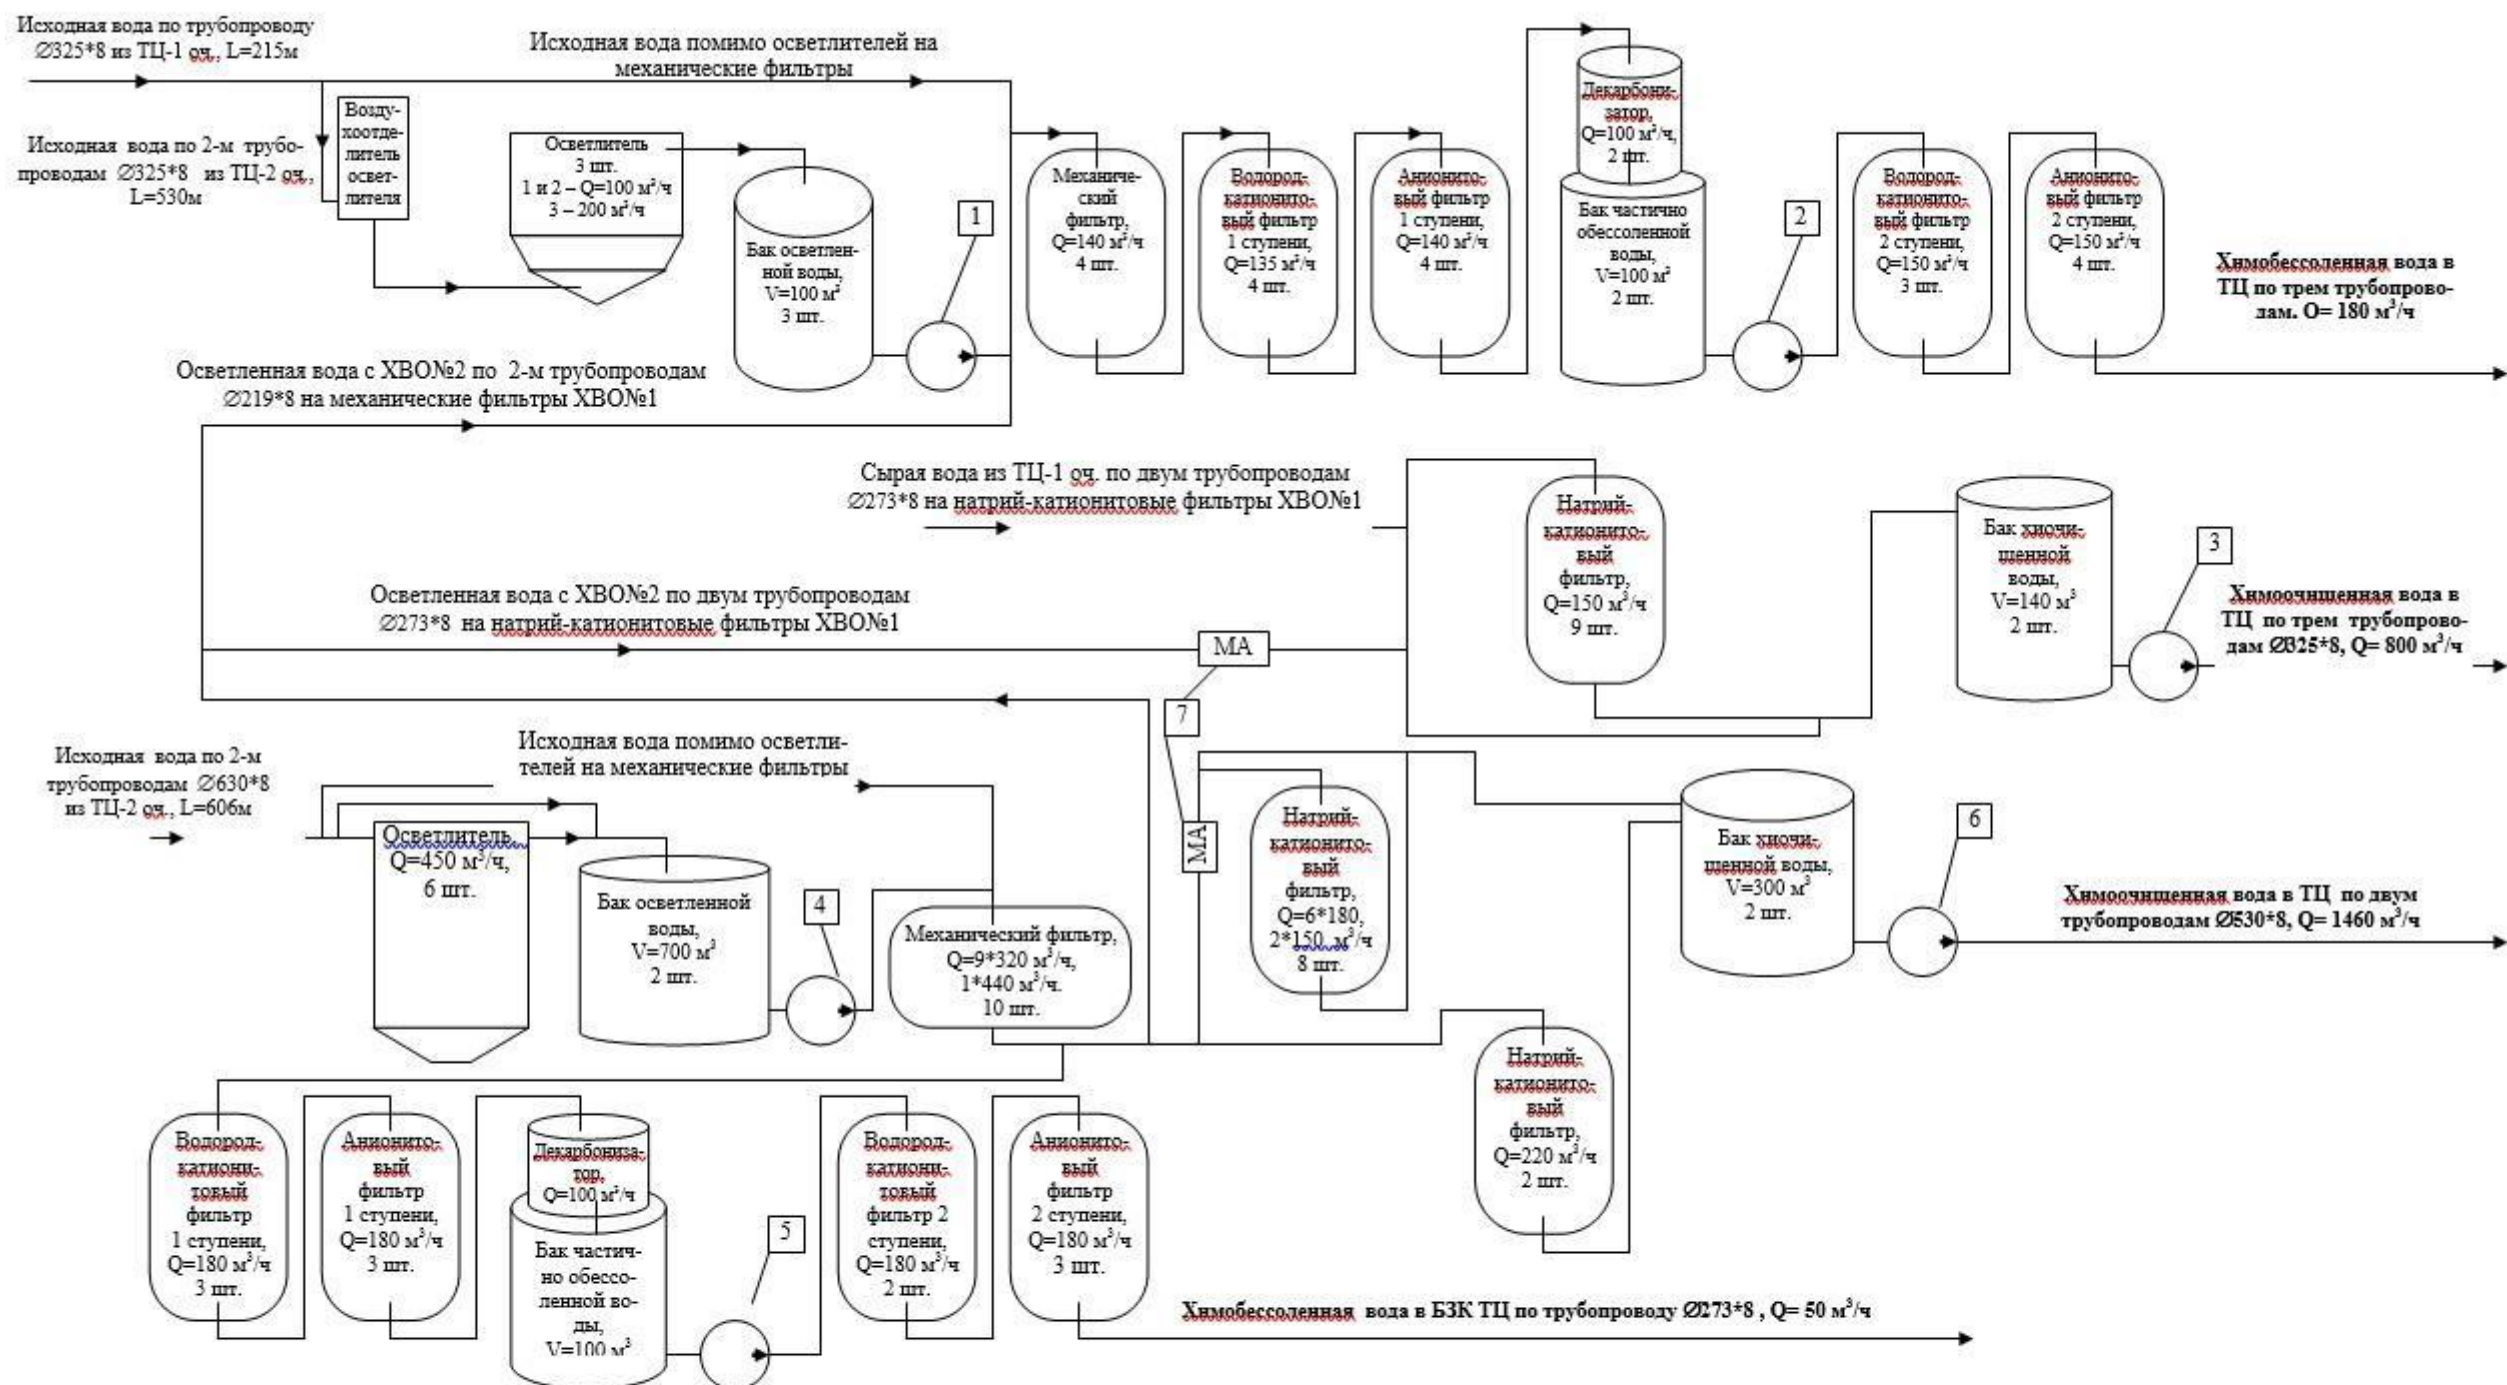 Исходная вода по трубопроводу
∅325*8 из ТЦ-1 оч., L=215м
Исходная вода помимо осветлителей на
механические фильтры
Исходная вода по 2-м трубо-
проводам ∅325*8 из ТЦ-2 оч.,
L=530м
Возду-
хоотде-
литель
освет-
лителя
Осветлитель
3 шт.
1 и 2 – Q=100 м³/ч
3 – 200 м³/ч
Бак осветлен-
ной воды,
V=100 м³
3 шт.
1
Механиче-
ский
фильтр,
Q=140 м³/ч
4 шт.
Водород-
катионито-
вый фильтр
1 ступени,
Q=135 м³/ч
4 шт.
Анионито-
вый фильтр
1 ступени,
Q=140 м³/ч
4 шт.
Декарбони-
затор,
Q=100 м³/ч,
2 шт.
Бак частично
обессоленной
воды,
V=100 м³
2 шт.
2
Водород-
катионито-
вый фильтр
2 ступени,
Q=150 м³/ч
3 шт.
Анионито-
вый фильтр
2 ступени,
Q=150 м³/ч
4 шт.
Химобессоленная вода в
ТЦ по трем трубопрово-
дам. О= 180 м³/ч
Осветленная вода с ХВО№2 по 2-м трубопроводам
∅219*8 на механические фильтры ХВО№1
Сырая вода из ТЦ-1 оч. по двум трубопроводам
∅273*8 на натрий-катионитовые фильтры ХВО№1
Натрий-
катионито-
вый
фильтр,
Q=150 м³/ч
9 шт.
Бак хиочи-
щенной
воды,
V=140 м³
2 шт.
3
Химоочищенная вода в
ТЦ по трем трубопрово-
дам ∅325*8, Q= 800 м³/ч
Осветленная вода с ХВО№2 по двум трубопроводам
∅273*8 на натрий-катионитовые фильтры ХВО№1
МА
7
МА
Исходная вода по 2-м
трубопроводам ∅630*8
из ТЦ-2 оч., L=606м
Исходная вода помимо осветли-
телей на механические фильтры
Осветлитель,
Q=450 м³/ч,
6 шт.
Бак осветленной
воды,
V=700 м³
2 шт.
4
Механический фильтр,
Q=9*320 м³/ч,
1*440 м³/ч.
10 шт.
Натрий-
катионито-
вый
фильтр,
Q=6*180,
2*150 м³/ч
8 шт.
Бак хиочи-
щенной воды,
V=300 м³
2 шт.
6
Химоочищенная вода в ТЦ по двум
трубопроводам ∅530*8, Q= 1460 м³/ч
Натрий-
катионито-
вый
фильтр,
Q=220 м³/ч
2 шт.
Водород-
катиони-
товый
фильтр
1 ступени,
Q=180 м³/ч
3 шт.
Анионито-
вый
фильтр
1 ступени,
Q=180 м³/ч
3 шт.
Декарбониза-
тор,
Q=100 м³/ч
Бак частич-
но обессо-
ленной во-
ды,
V=100 м³
5
Водород-
катиони-
товый
фильтр 2
ступени,
Q=180 м³/ч
2 шт.
Анионито-
вый
фильтр
2 ступени,
Q=180 м³/ч
3 шт.
Химобессоленная вода в БЗК ТЦ по трубопроводу ∅273*8 , Q= 50 м³/ч